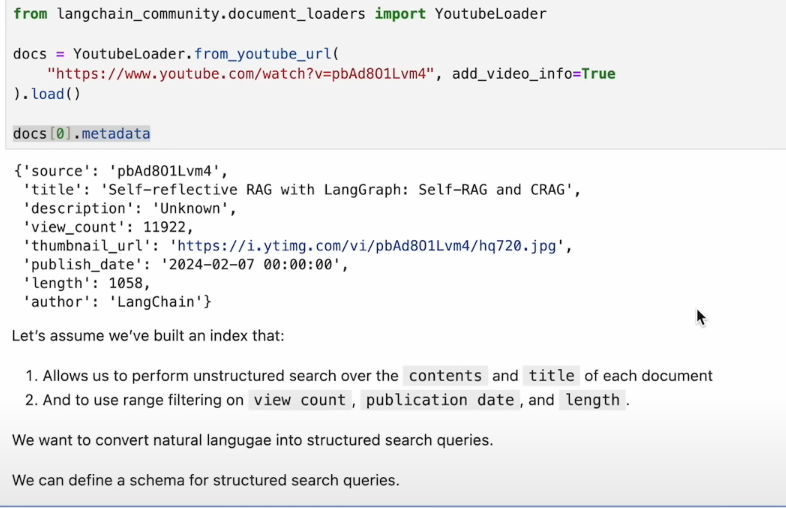 from langchain_community.document_loaders import YoutubeLoader
docs = YoutubeLoader.from_youtube_url(
"https://www.youtube.com/watch?v=pbAd8O1Lvm4", add_video_info=True
).load()
docs[0].metadata
{'source': 'pbAd8O1Lvm4',
'title': 'Self-reflective RAG with LangGraph: Self-RAG and CRAG',
'description': 'Unknown',
'view_count': 11922,
'thumbnail_url': 'https://i.ytimg.com/vi/pbAd8O1Lvm4/hq720.jpg',
'publish_date': '2024-02-07 00:00:00',
'length': 1058,
'author': 'LangChain'}
Let's assume we've built an index that:
1. Allows us to perform unstructured search over the contents and title of each document
2. And to use range filtering on view count, publication date, and length.
We want to convert natural langugae into structured search queries.
We can define a schema for structured search queries.